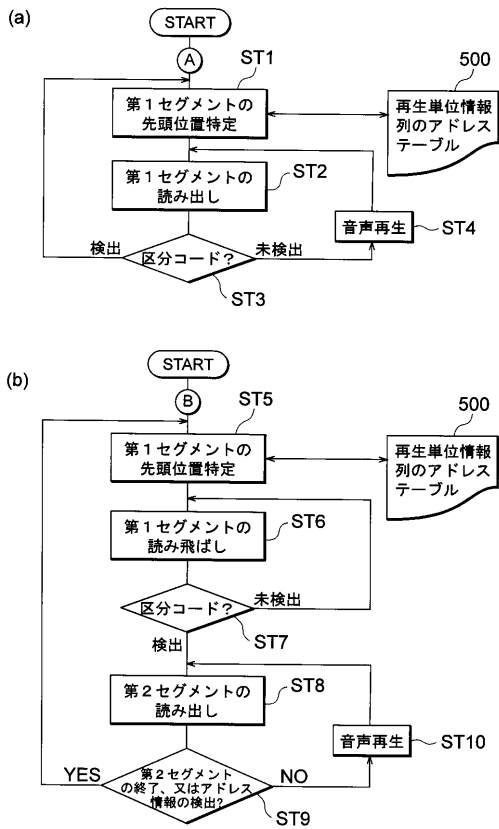 (a)
START
A
ST1
500
第1セグメントの
先頭位置特定
再生単位情報
列のアドレス
テーブル
ST2
第1セグメントの
読み出し
音声再生
ST4
検出
区分コード？
未検出
ST3
(b)
START
B
ST5
500
第1セグメントの
先頭位置特定
再生単位情報
列のアドレス
テーブル
ST6
第1セグメントの
読み飛ばし
区分コード？
未検出
ST7
検出
ST8
第2セグメントの
読み出し
音声再生
ST10
YES
第2セグメント
の終了、又はアドレス
情報の検出?
NO
ST9